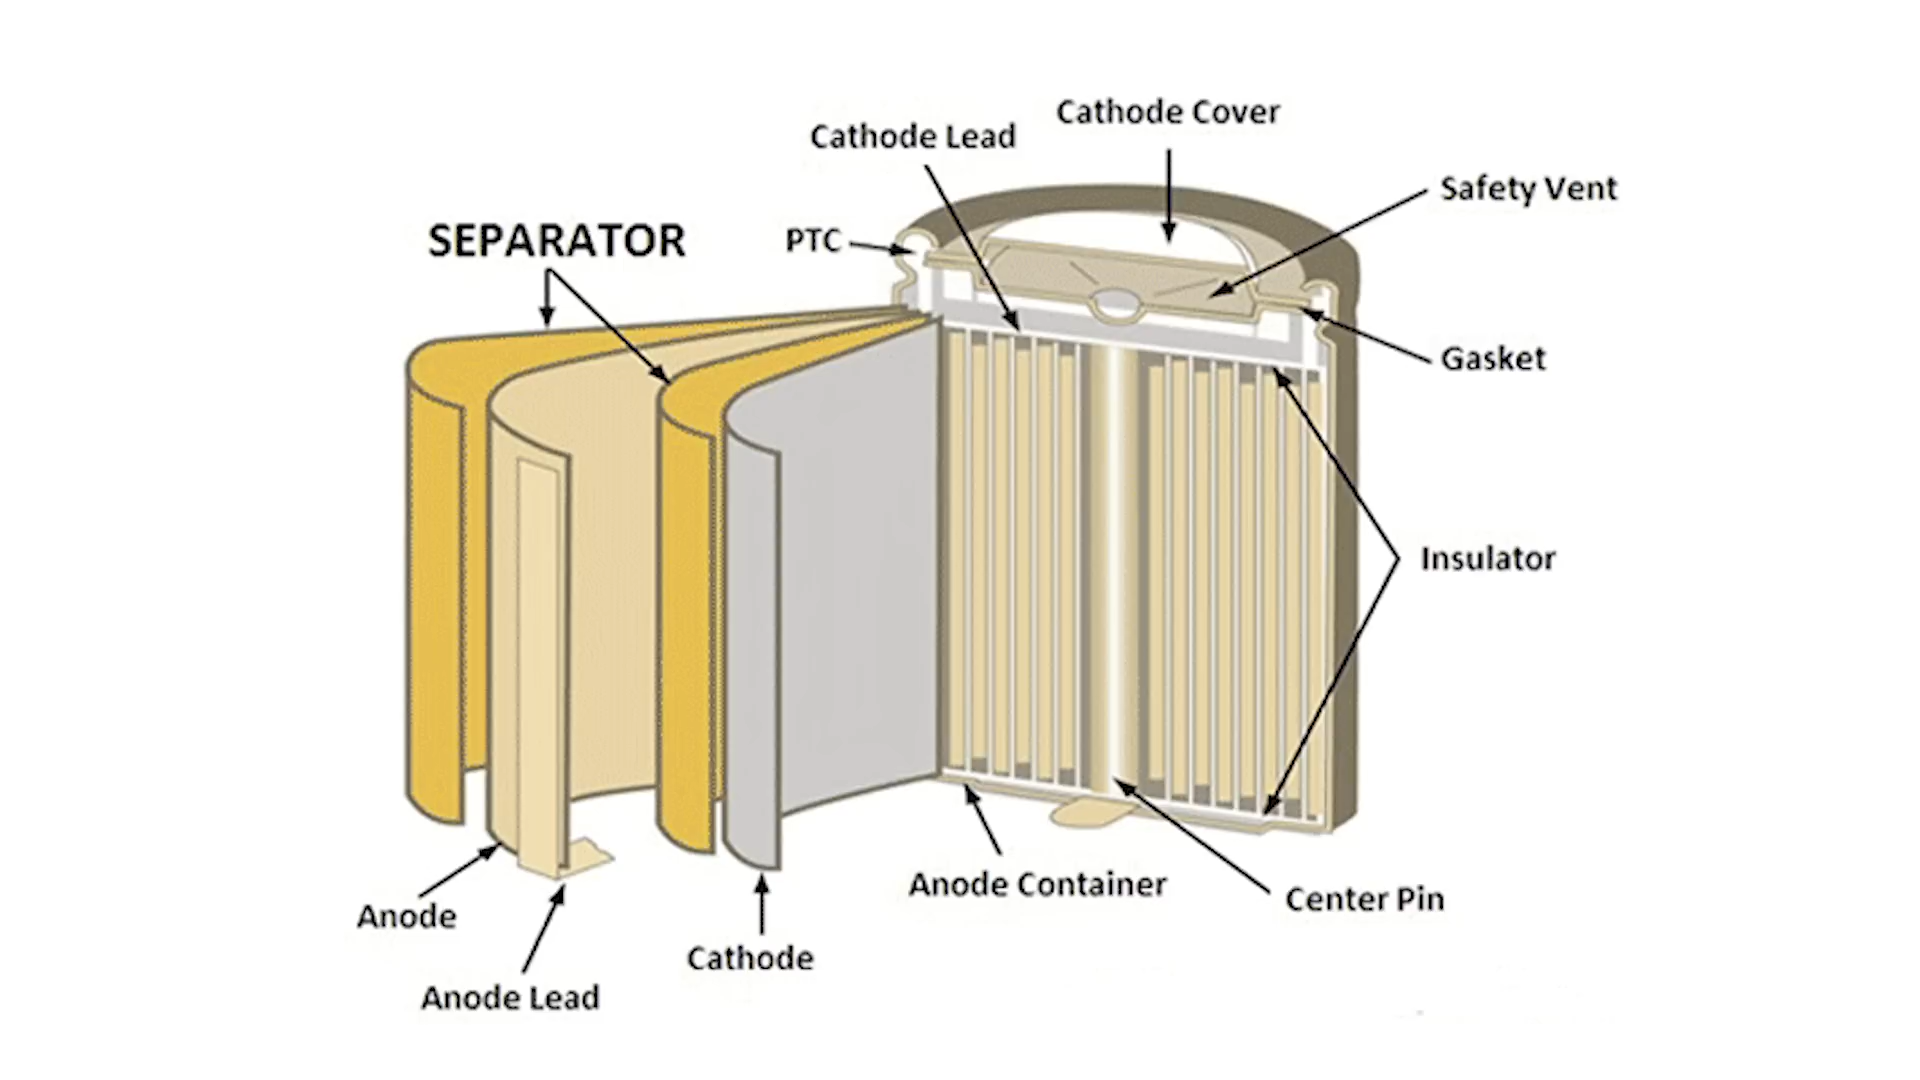 Cathode Cover
Cathode Lead
Safety Vent
SEPARATOR
PTC
Gasket
Insulator
Anode Container
Center Pin
Anode
Cathode
Anode Lead